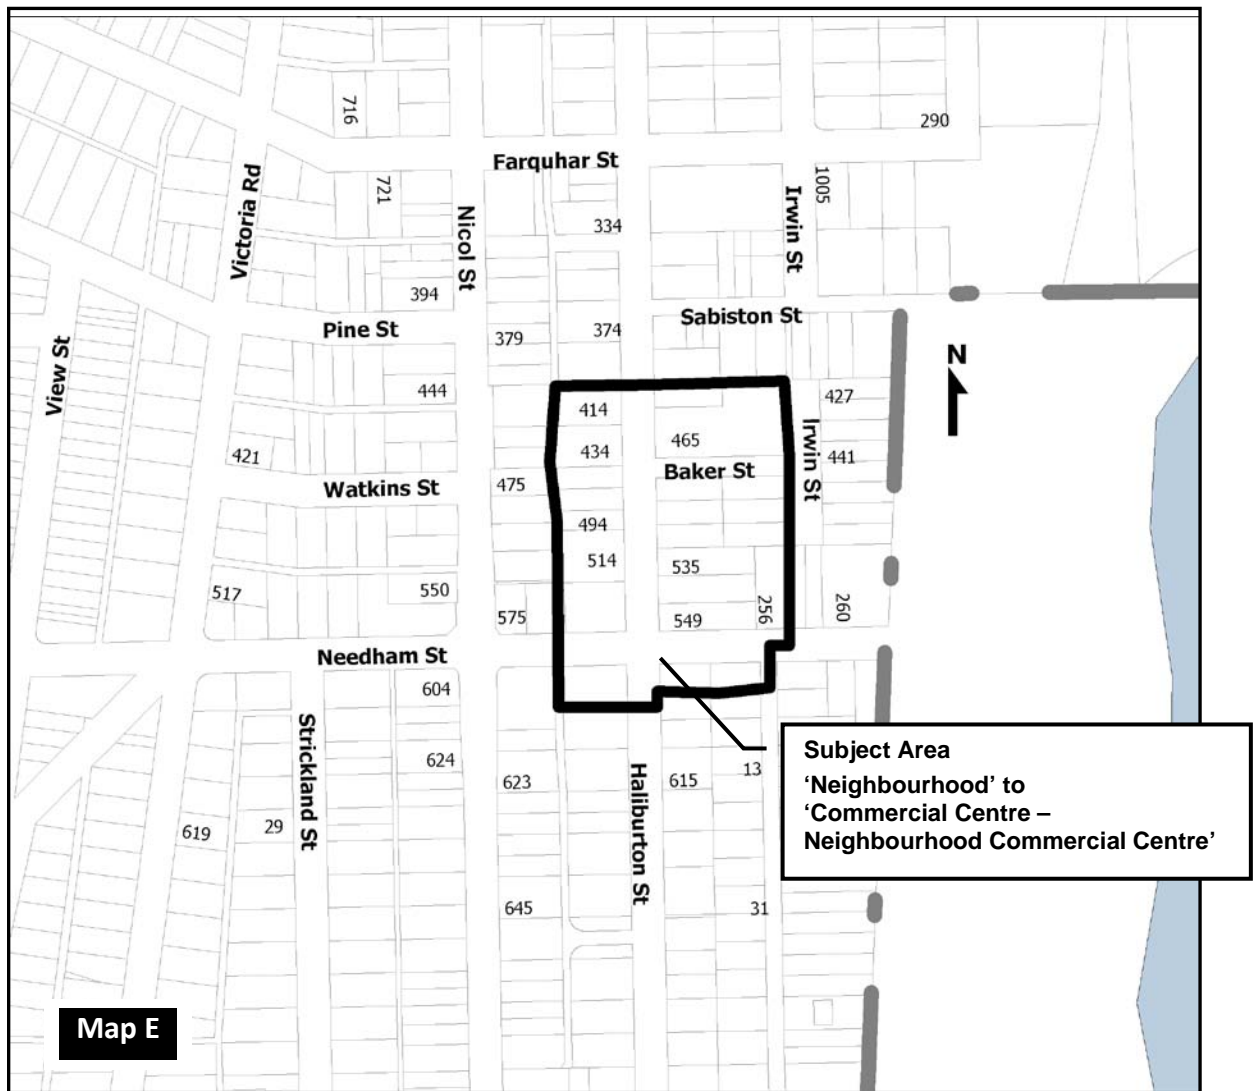 716
290
Farquhar St
721
1005
Victoria Rd
Nicol St
Irwin St
334
394
Pine St
379
374
Sabiston St
View St
N
444
414
427
421
434
465
Irwin St
441
Baker St
Watkins St
475
494
514
535
517
550
575
549
256
260
Needham St
604
Strickland St
624
623
Haliburton St
615
13
Subject Area
‘Neighbourhood’ to
‘Commercial Centre –
Neighbourhood Commercial Centre’
619
29
645
31
Map E